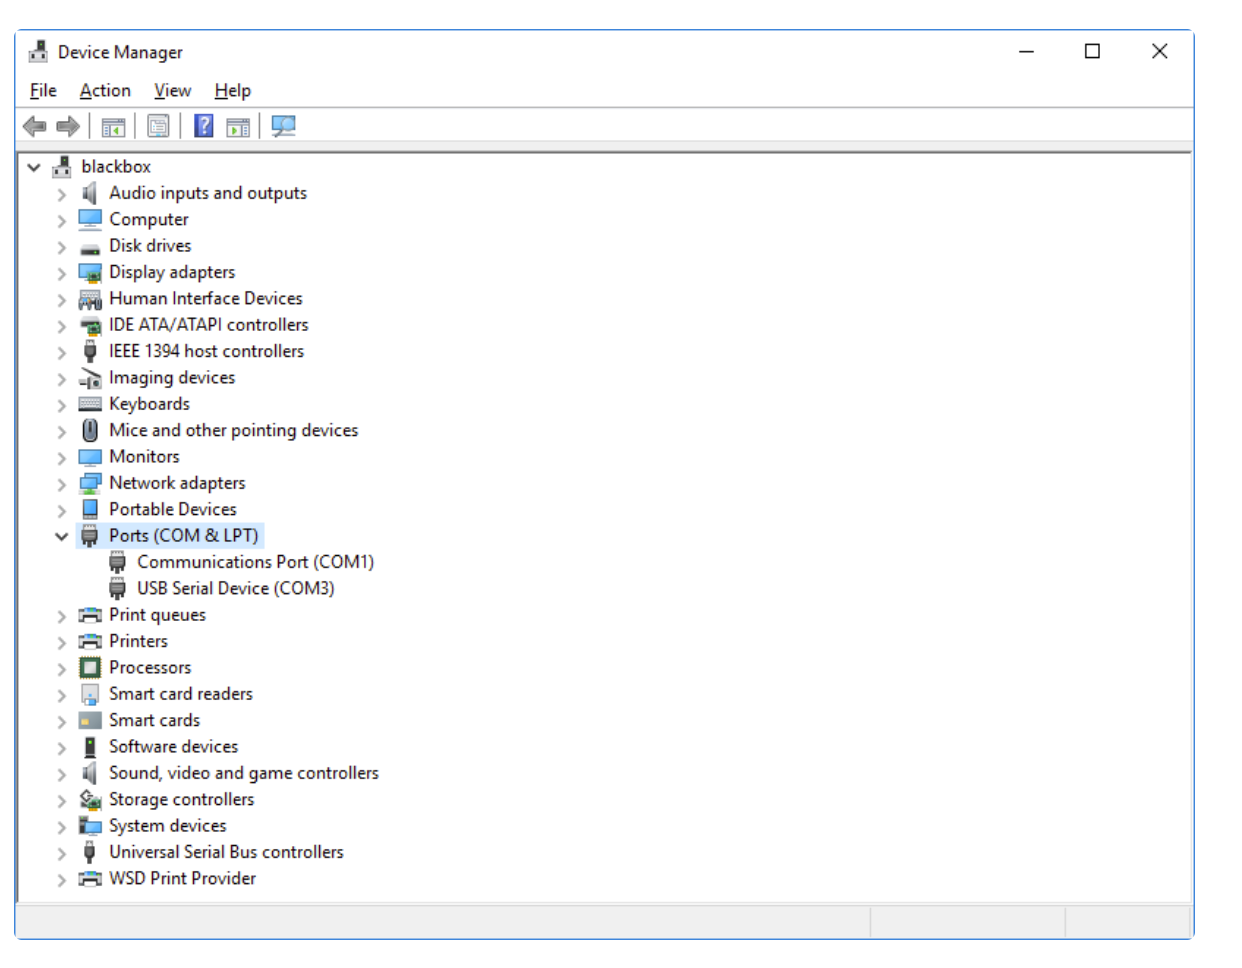 Device Manager
File Action View Help
blackbox
Audio inputs and outputs
Computer
Disk drives
Display adapters
Human Interface Devices
IDE ATA/ATAPI controllers
IEEE 1394 host controllers
Imaging devices
Keyboards
Mice and other pointing devices
Monitors
Network adapters
Portable Devices
Ports (COM & LPT)
Communications Port (COM1)
USB Serial Device (COM3)
Print queues
Printers
Processors
Smart card readers
Smart cards
Software devices
Sound, video and game controllers
Storage controllers
System devices
Universal Serial Bus controllers
WSD Print Provider